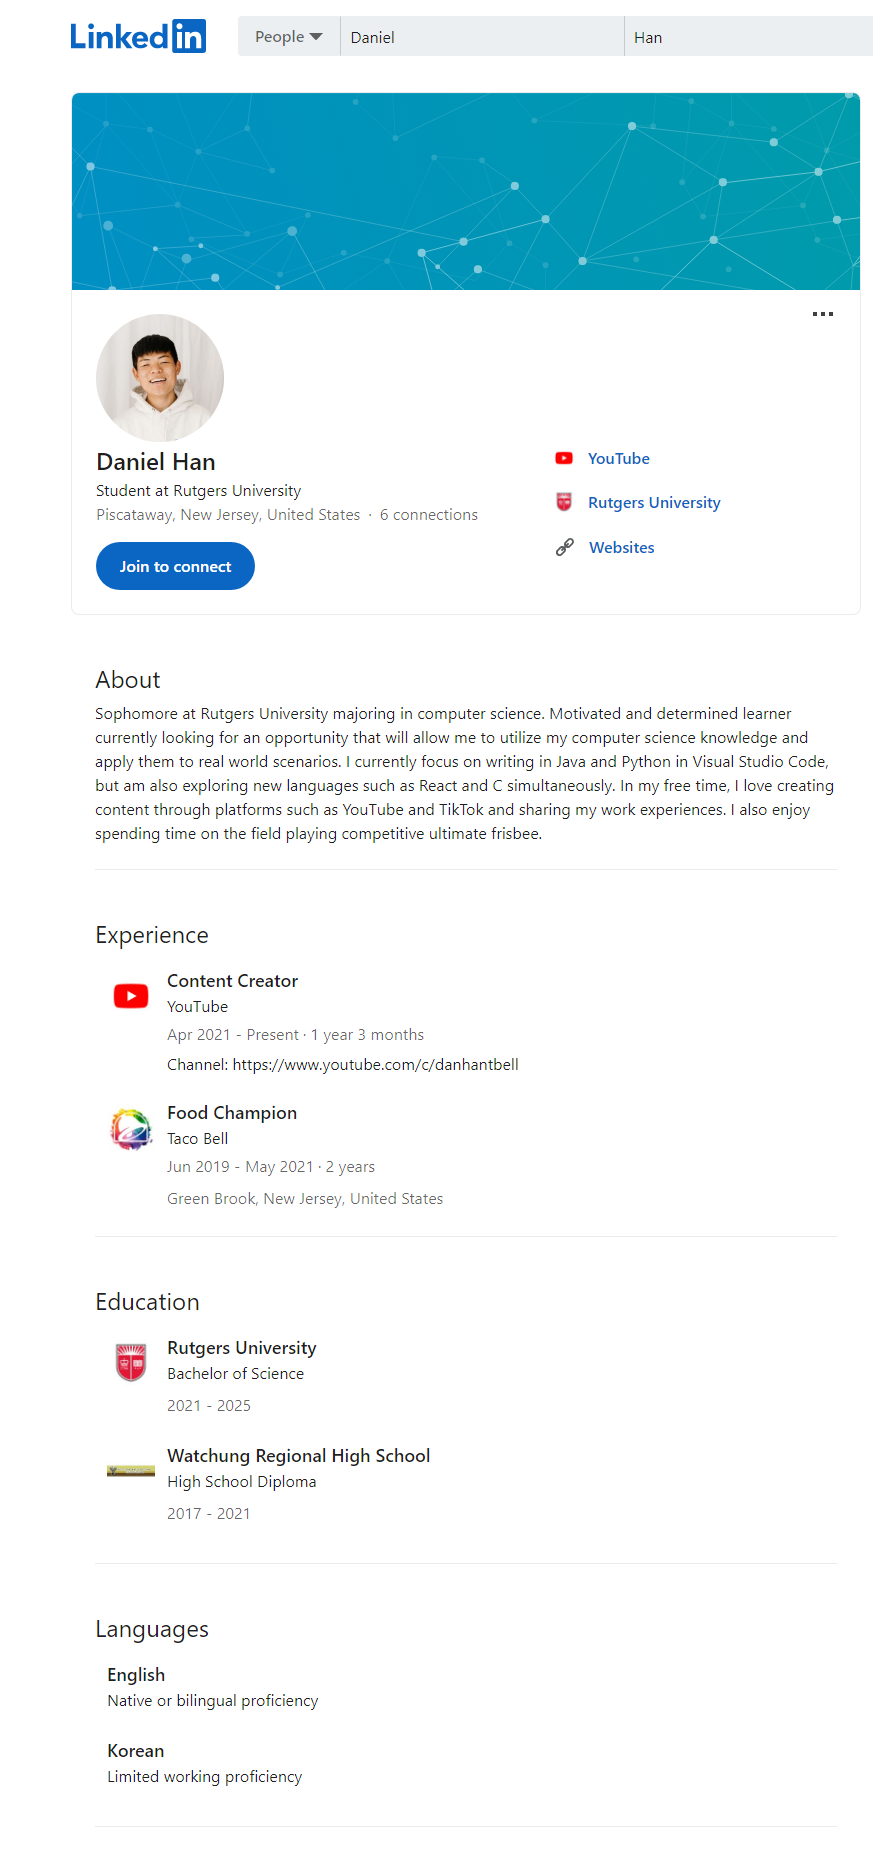 LinkedIn
People
Daniel
Han
Daniel Han
Student at Rutgers University
Piscataway, New Jersey, United States · 6 connections
Join to connect
YouTube
Rutgers University
Websites
About
Sophomore at Rutgers University majoring in computer science. Motivated and determined learner
currently looking for an opportunity that will allow me to utilize my computer science knowledge and
apply them to real world scenarios. I currently focus on writing in Java and Python in Visual Studio Code,
but am also exploring new languages such as React and C simultaneously. In my free time, I love creating
content through platforms such as YouTube and TikTok and sharing my work experiences. I also enjoy
spending time on the field playing competitive ultimate frisbee.
Experience
Content Creator
YouTube
Apr 2021 - Present · 1 year 3 months
Channel: https://www.youtube.com/c/danhantbell
Food Champion
Taco Bell
Jun 2019 - May 2021 · 2 years
Green Brook, New Jersey, United States
Education
Rutgers University
Bachelor of Science
2021 - 2025
Watchung Regional High School
High School Diploma
2017 - 2021
Languages
English
Native or bilingual proficiency
Korean
Limited working proficiency